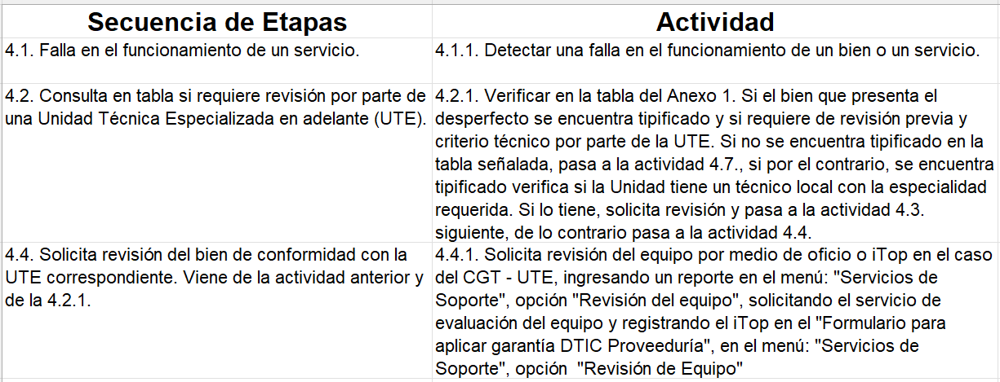 Secuencia de Etapas
Actividad
4.1. Falla en el funcionamiento de un servicio.
4.1.1. Detectar una falla en el funcionamiento de un bien o un servicio.
4.2. Consulta en tabla si requiere revisión por parte de
una Unidad Técnica Especializada en adelante (UTE).
4.2.1. Verificar en la tabla del Anexo 1. Si el bien que presenta el
desperfecto se encuentra tipificado y si requiere de revisión previa y
criterio técnico por parte de la UTE. Si no se encuentra tipificado en la
tabla señalada, pasa a la actividad 4.7., si por el contrario, se encuentra
tipificado verifica si la Unidad tiene un técnico local con la especialidad
requerida. Si lo tiene, solicita revisión y pasa a la actividad 4.3.
siguiente, de lo contrario pasa a la actividad 4.4.
4.4. Solicita revisión del bien de conformidad con la
UTE correspondiente. Viene de la actividad anterior y
de la 4.2.1.
4.4.1. Solicita revisión del equipo por medio de oficio o iTop en el caso
del CGT - UTE, ingresando un reporte en el menú: "Servicios de
Soporte", opción "Revisión del equipo", solicitando el servicio de
evaluación del equipo y registrando el iTop en el "Formulario para
aplicar garantía DTIC Proveeduría", en el menú: "Servicios de
Soporte", opción  "Revisión de Equipo"